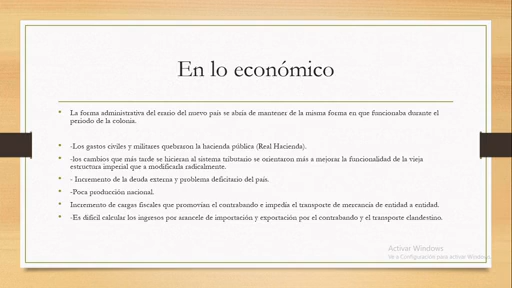 En lo económico
• La forma administrativa del erario del nuevo país se abría de mantener de la misma forma en que funcionaba durante el
periodo de la colonia.
• -Los gastos civiles y militares quebraron la hacienda pública (Real Hacienda).
• -los cambios que más tarde se hicieran al sistema tributario se orientaron más a mejorar la funcionalidad de la vieja
estructura imperial que a modificarla radicalmente.
• - Incremento de la deuda externa y problema deficitario del país.
• -Poca producción nacional.
• Incremento de cargas fiscales que promovían el contrabando e impedía el transporte de mercancía de entidad a entidad.
• -Es difícil calcular los ingresos por arancele de importación y exportación por el contrabando y el transporte clandestino.
Activar Windows
Ve a Configuración para activar Windows.